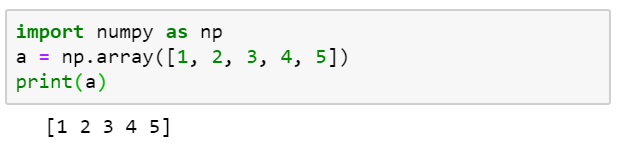 import numpy as np
a = np.array([1, 2, 3, 4, 5])
print(a)
[1 2 3 4 5]